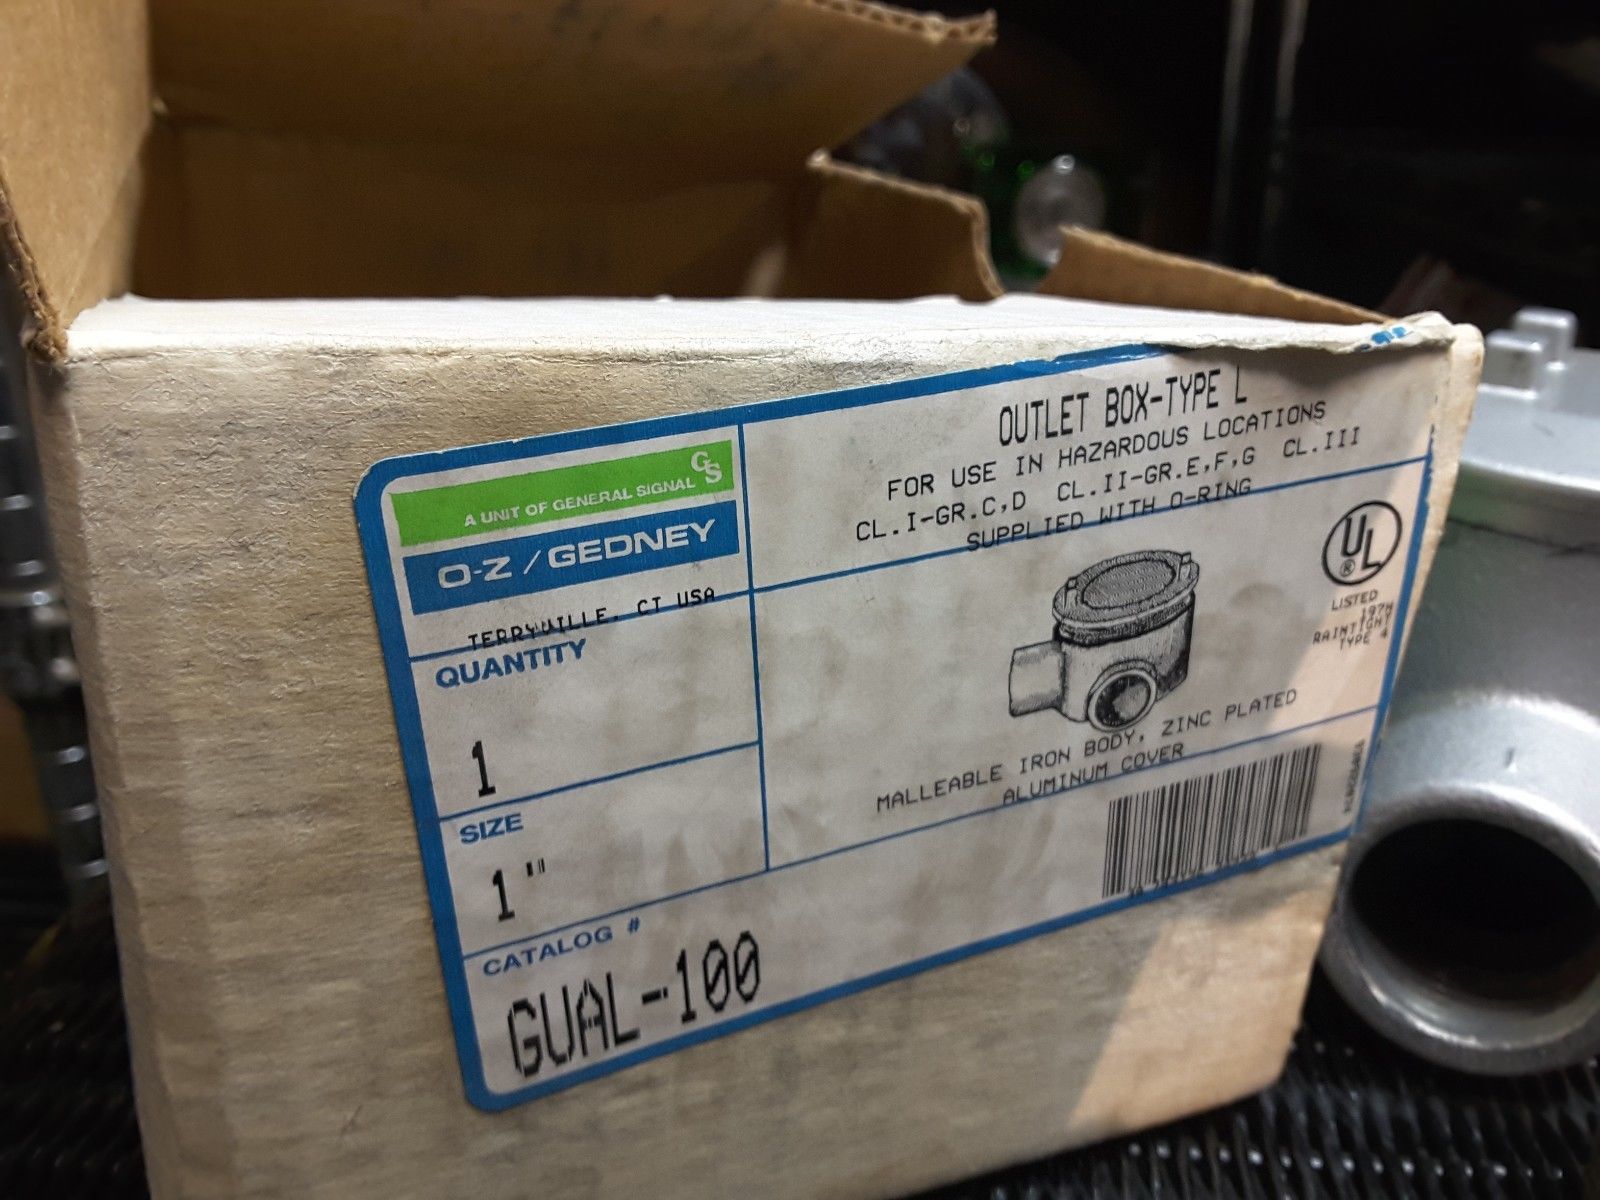 OUTLET BOX-TYPE L
FOR USE IN HAZARDOUS LOCATIONS
CL.I-GR.C,D CL.II-GR.E,F,G CL.III
SUPPLIED WITH O-RING
GS
A UNIT OF GENERAL SIGNAL
O-Z/GEDNEY
TERRYVILLE, CT USA
QUANTITY
1
SIZE
1"
CATALOG #
GUAL-100
UL
®
LISTED
197H
RAINTIGHT
TYPE 4
MALLEABLE IRON BODY, ZINC PLATED
ALUMINUM COVER